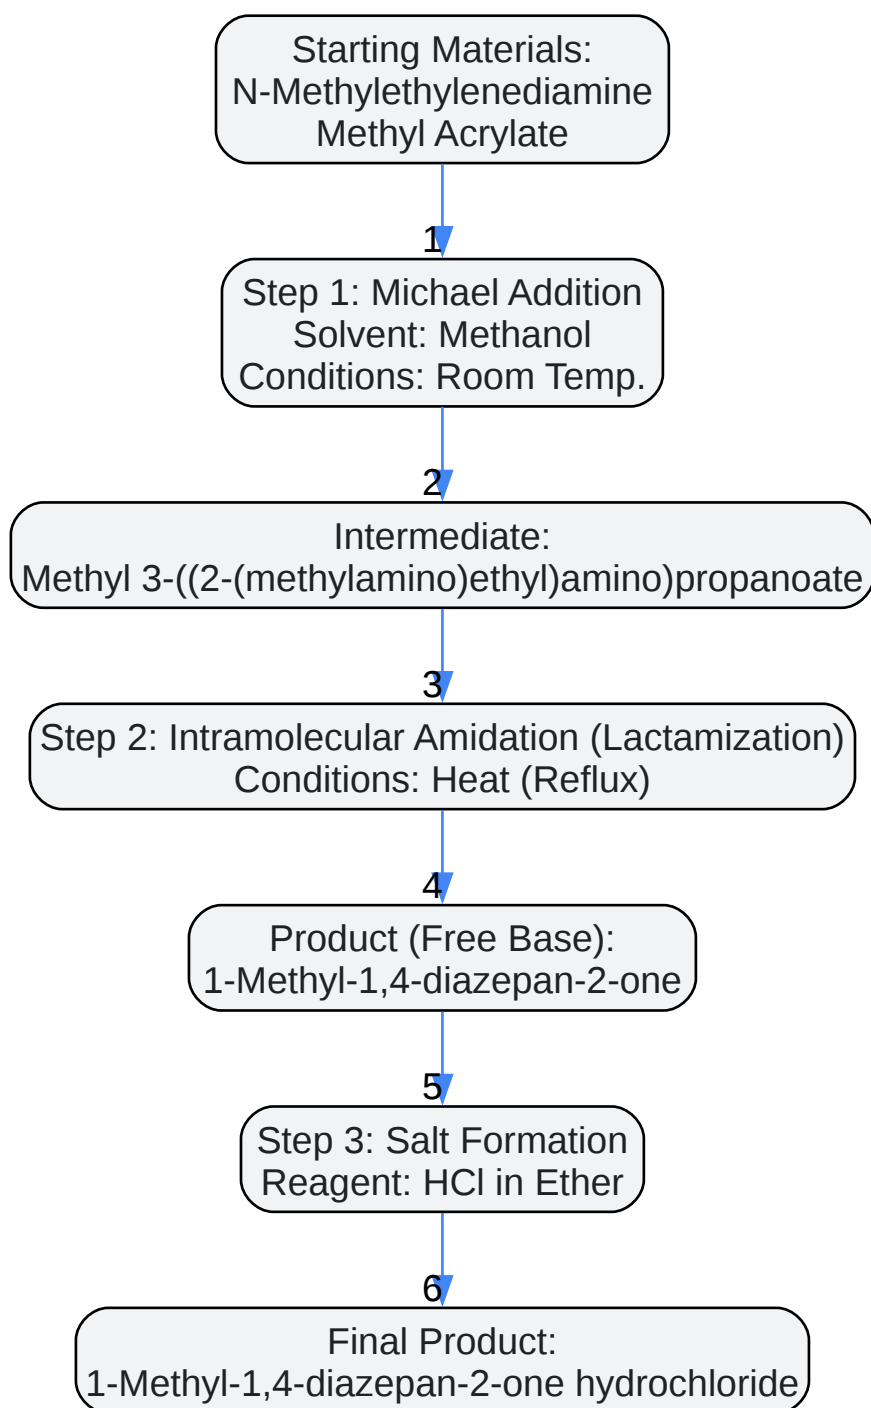 Starting Materials:
N-Methylethylenediamine
Methyl Acrylate
1
Step 1: Michael Addition
Solvent: Methanol
Conditions: Room Temp.
2
Intermediate:
Methyl 3-((2-(methylamino)ethyl)amino)propanoate
3
Step 2: Intramolecular Amidation (Lactamization)
Conditions: Heat (Reflux)
4
Product (Free Base):
1-Methyl-1,4-diazepan-2-one
5
Step 3: Salt Formation
Reagent: HCl in Ether
6
Final Product:
1-Methyl-1,4-diazepan-2-one hydrochloride